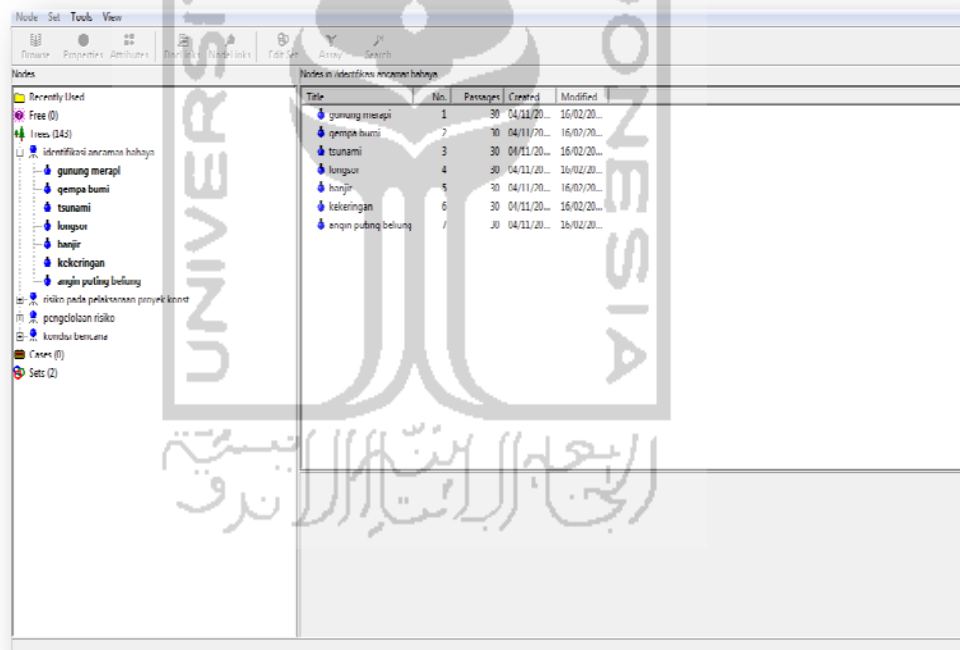 Node Set Tools View
Browse Properties Attributes DocLinks NodeLinks Edit Set Assay Search
Nodes
Nodes in /identifikasi ancaman bahaya
Recently Used
Free (0)
Trees (143)
identifikasi ancaman bahaya
gunung merapi
gempa bumi
tsunami
longsor
banjir
kekeringan
angin puting beliung
risiko pada pelaksanaan proyek konst
pengelolaan risiko
kondisi bencana
Cases (0)
Sets (2)
Title No. Passages Created Modified
gunung merapi 1 30 04/11/20... 16/02/20...
gempa bumi 2 30 04/11/20... 16/02/20...
tsunami 3 30 04/11/20... 16/02/20...
longsor 4 30 04/11/20... 16/02/20...
banjir 5 30 04/11/20... 16/02/20...
kekeringan 6 30 04/11/20... 16/02/20...
angin puting beliung 7 30 04/11/20... 16/02/20...
UNIVERSI
ONESIA